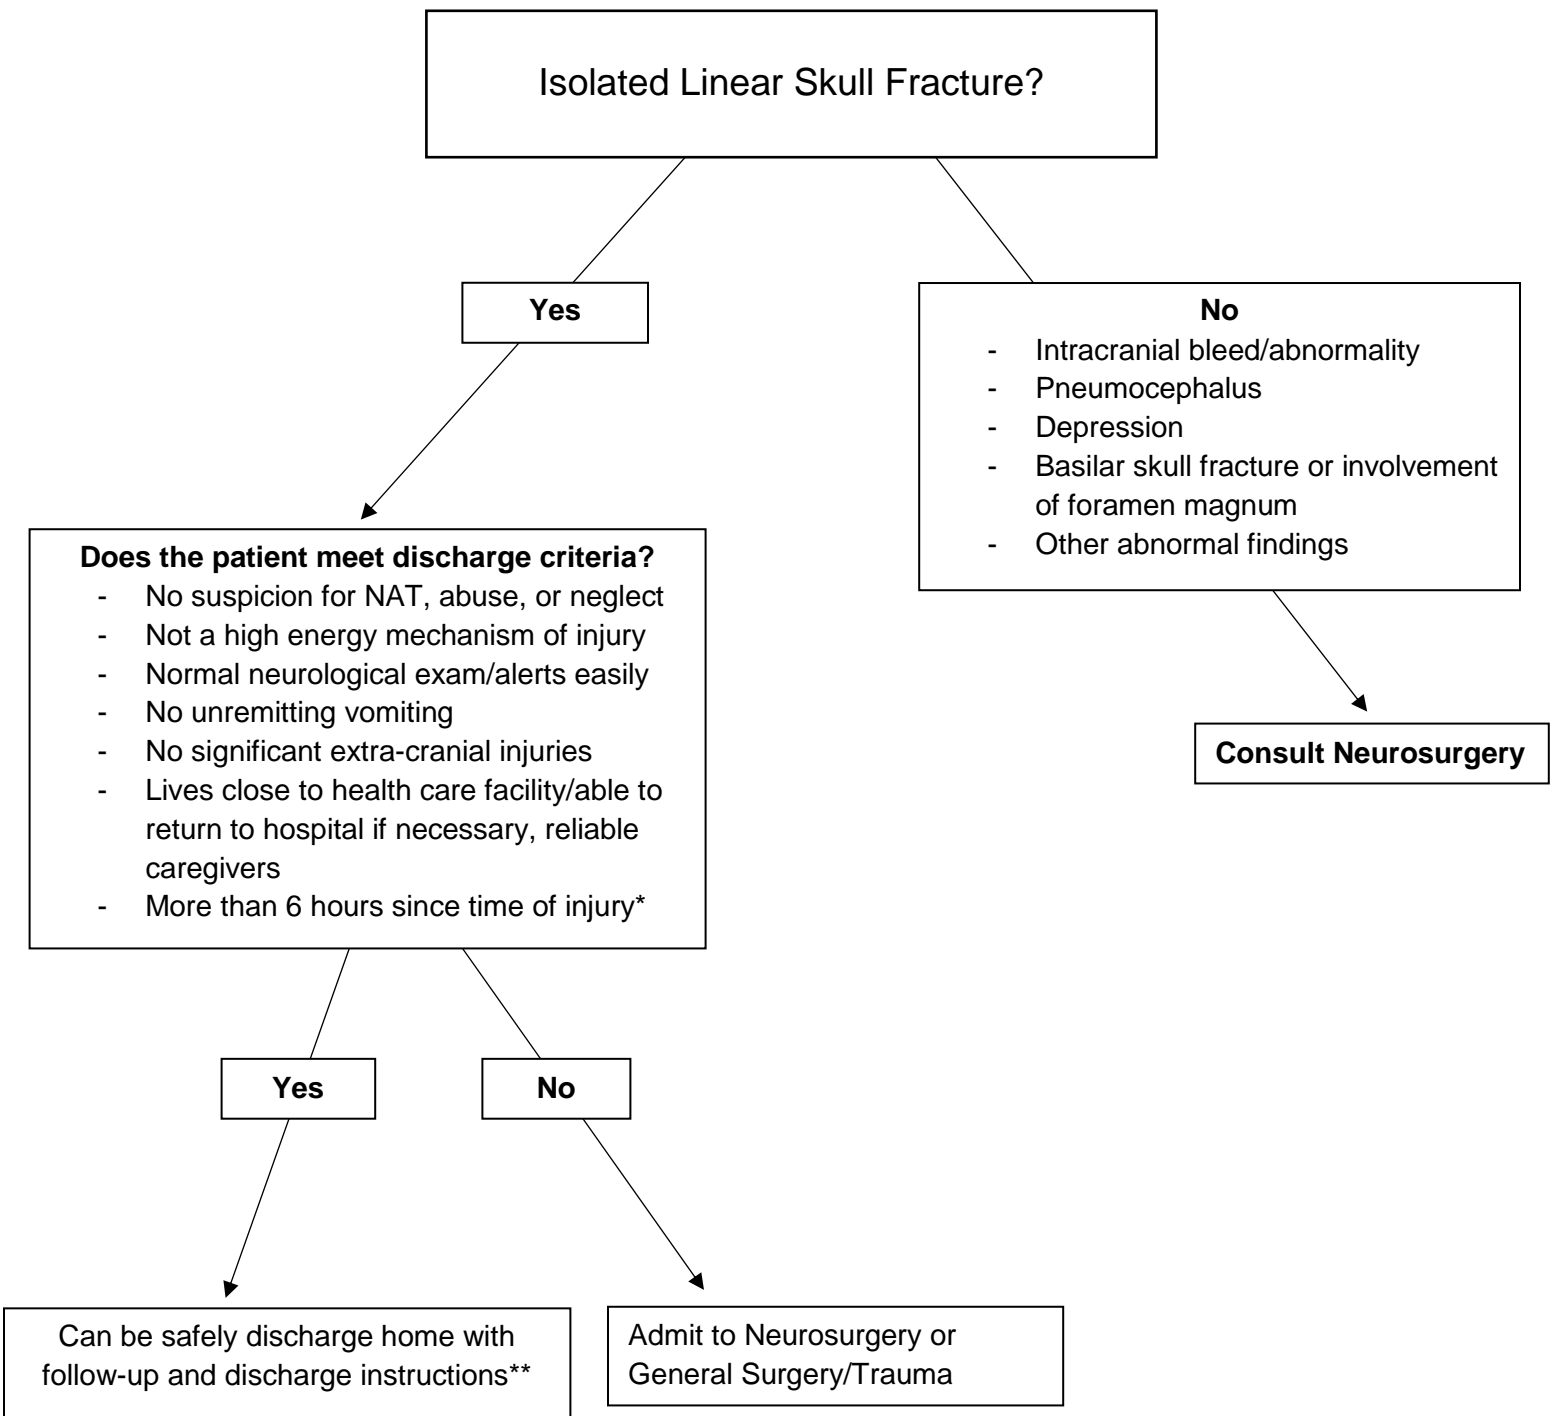 Isolated Linear Skull Fracture?
Yes
No
- Intracranial bleed/abnormality
- Pneumocephalus
- Depression
- Basilar skull fracture or involvement
of foramen magnum
- Other abnormal findings
Does the patient meet discharge criteria?
- No suspicion for NAT, abuse, or neglect
- Not a high energy mechanism of injury
- Normal neurological exam/alerts easily
- No unremitting vomiting
- No significant extra-cranial injuries
- Lives close to health care facility/able to
return to hospital if necessary, reliable
caregivers
- More than 6 hours since time of injury*
Consult Neurosurgery
Yes
No
Can be safely discharge home with
follow-up and discharge instructions**
Admit to Neurosurgery or
General Surgery/Trauma